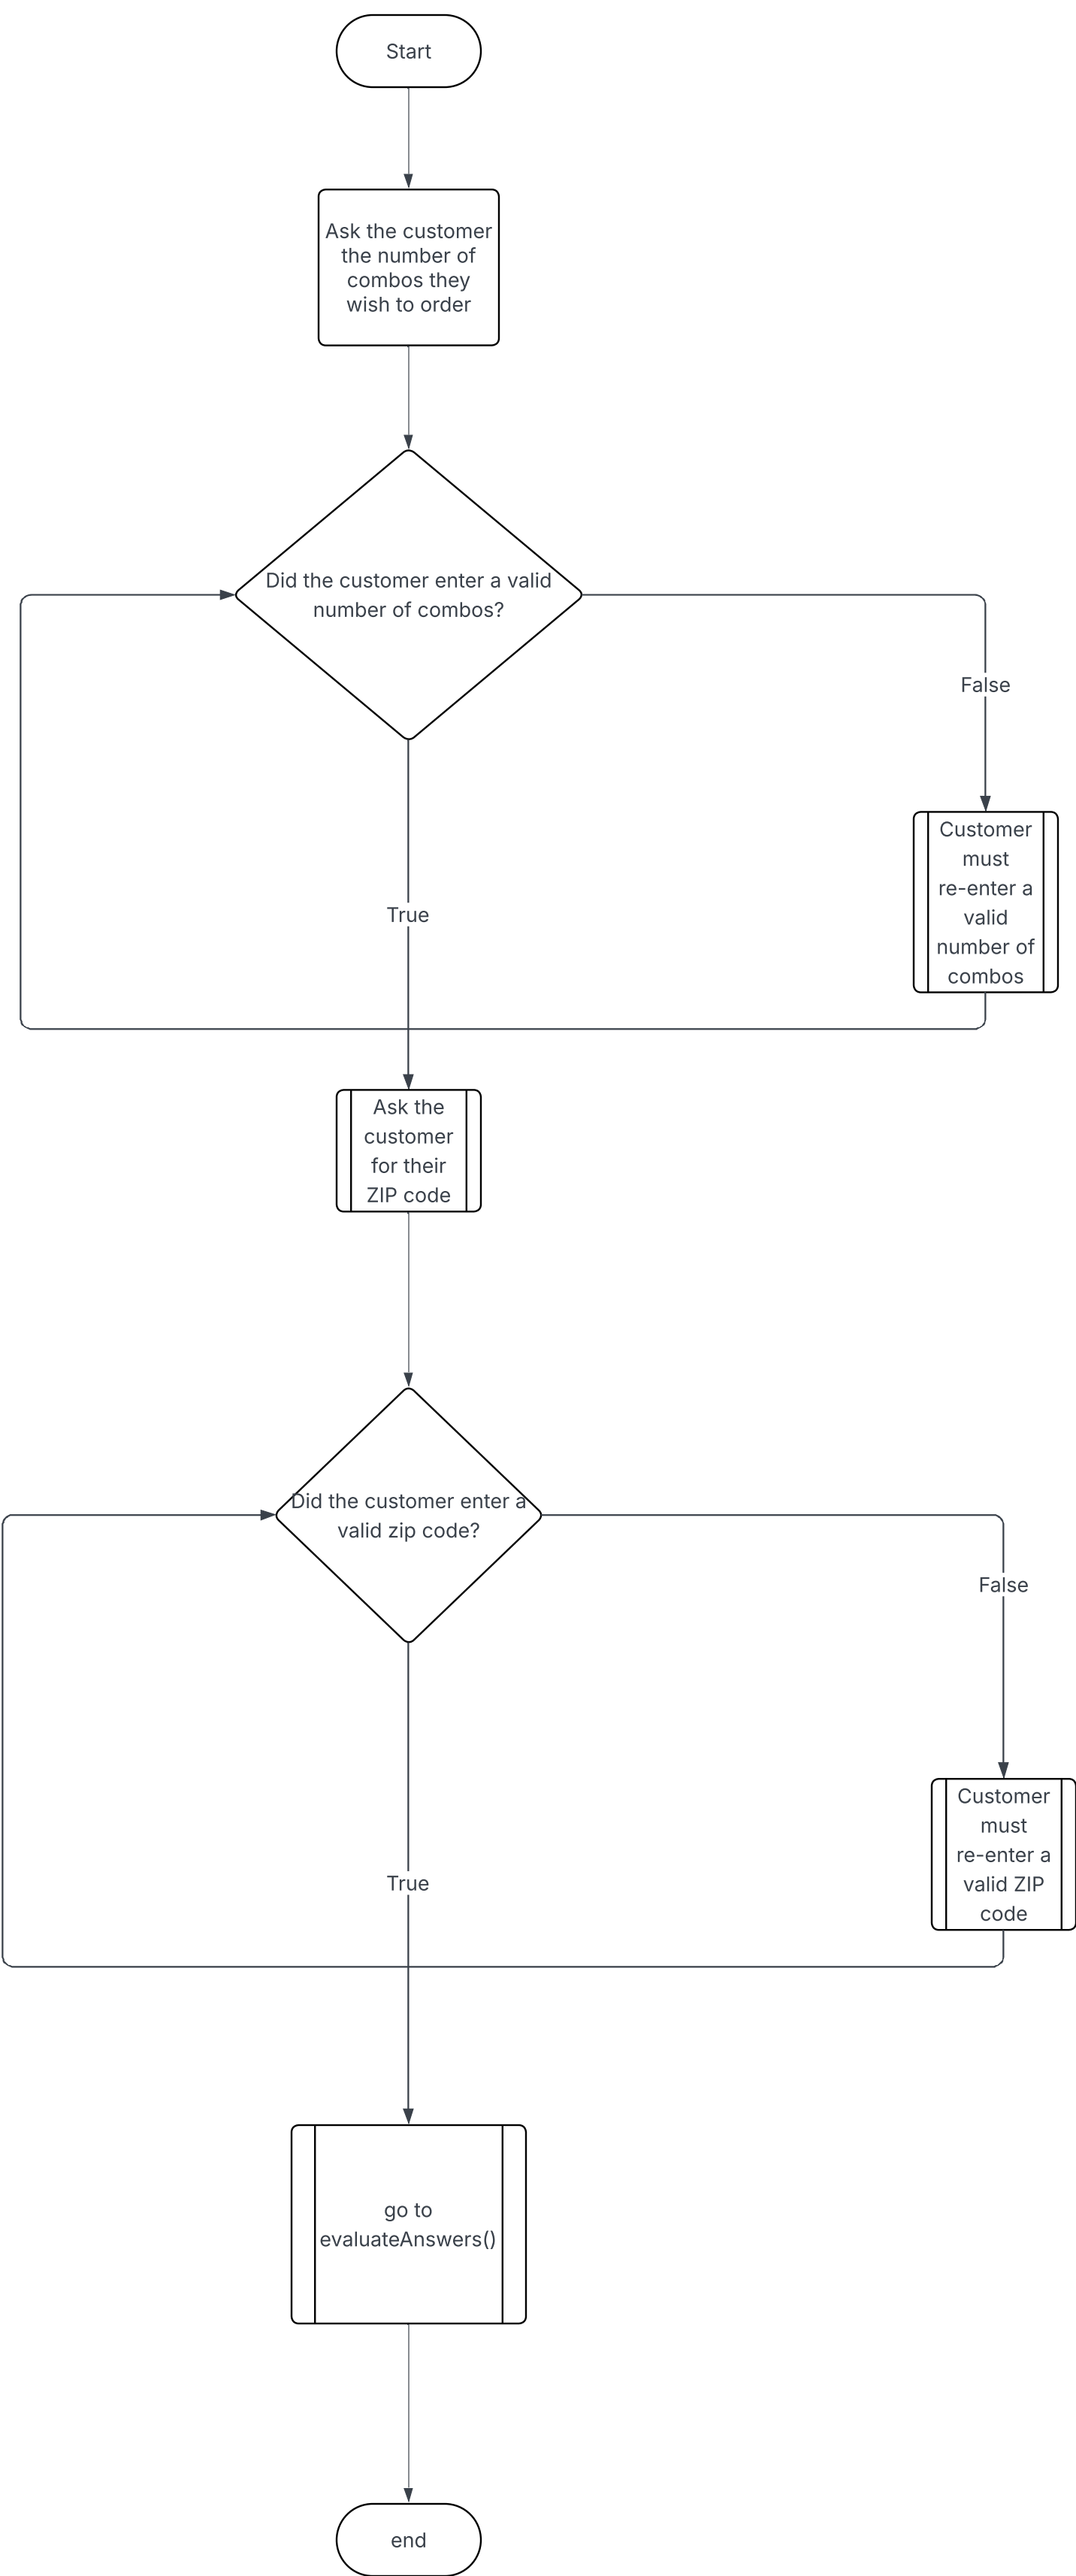 Start
Ask the customer
the number of
combos they
wish to order
Did the customer enter a valid
number of combos?
False
Customer
must
re-enter a
valid
number of
combos
True
Ask the
customer
for their
ZIP code
Did the customer enter a
valid zip code?
False
Customer
must
re-enter a
valid ZIP
code
True
go to
evaluateAnswers()
end